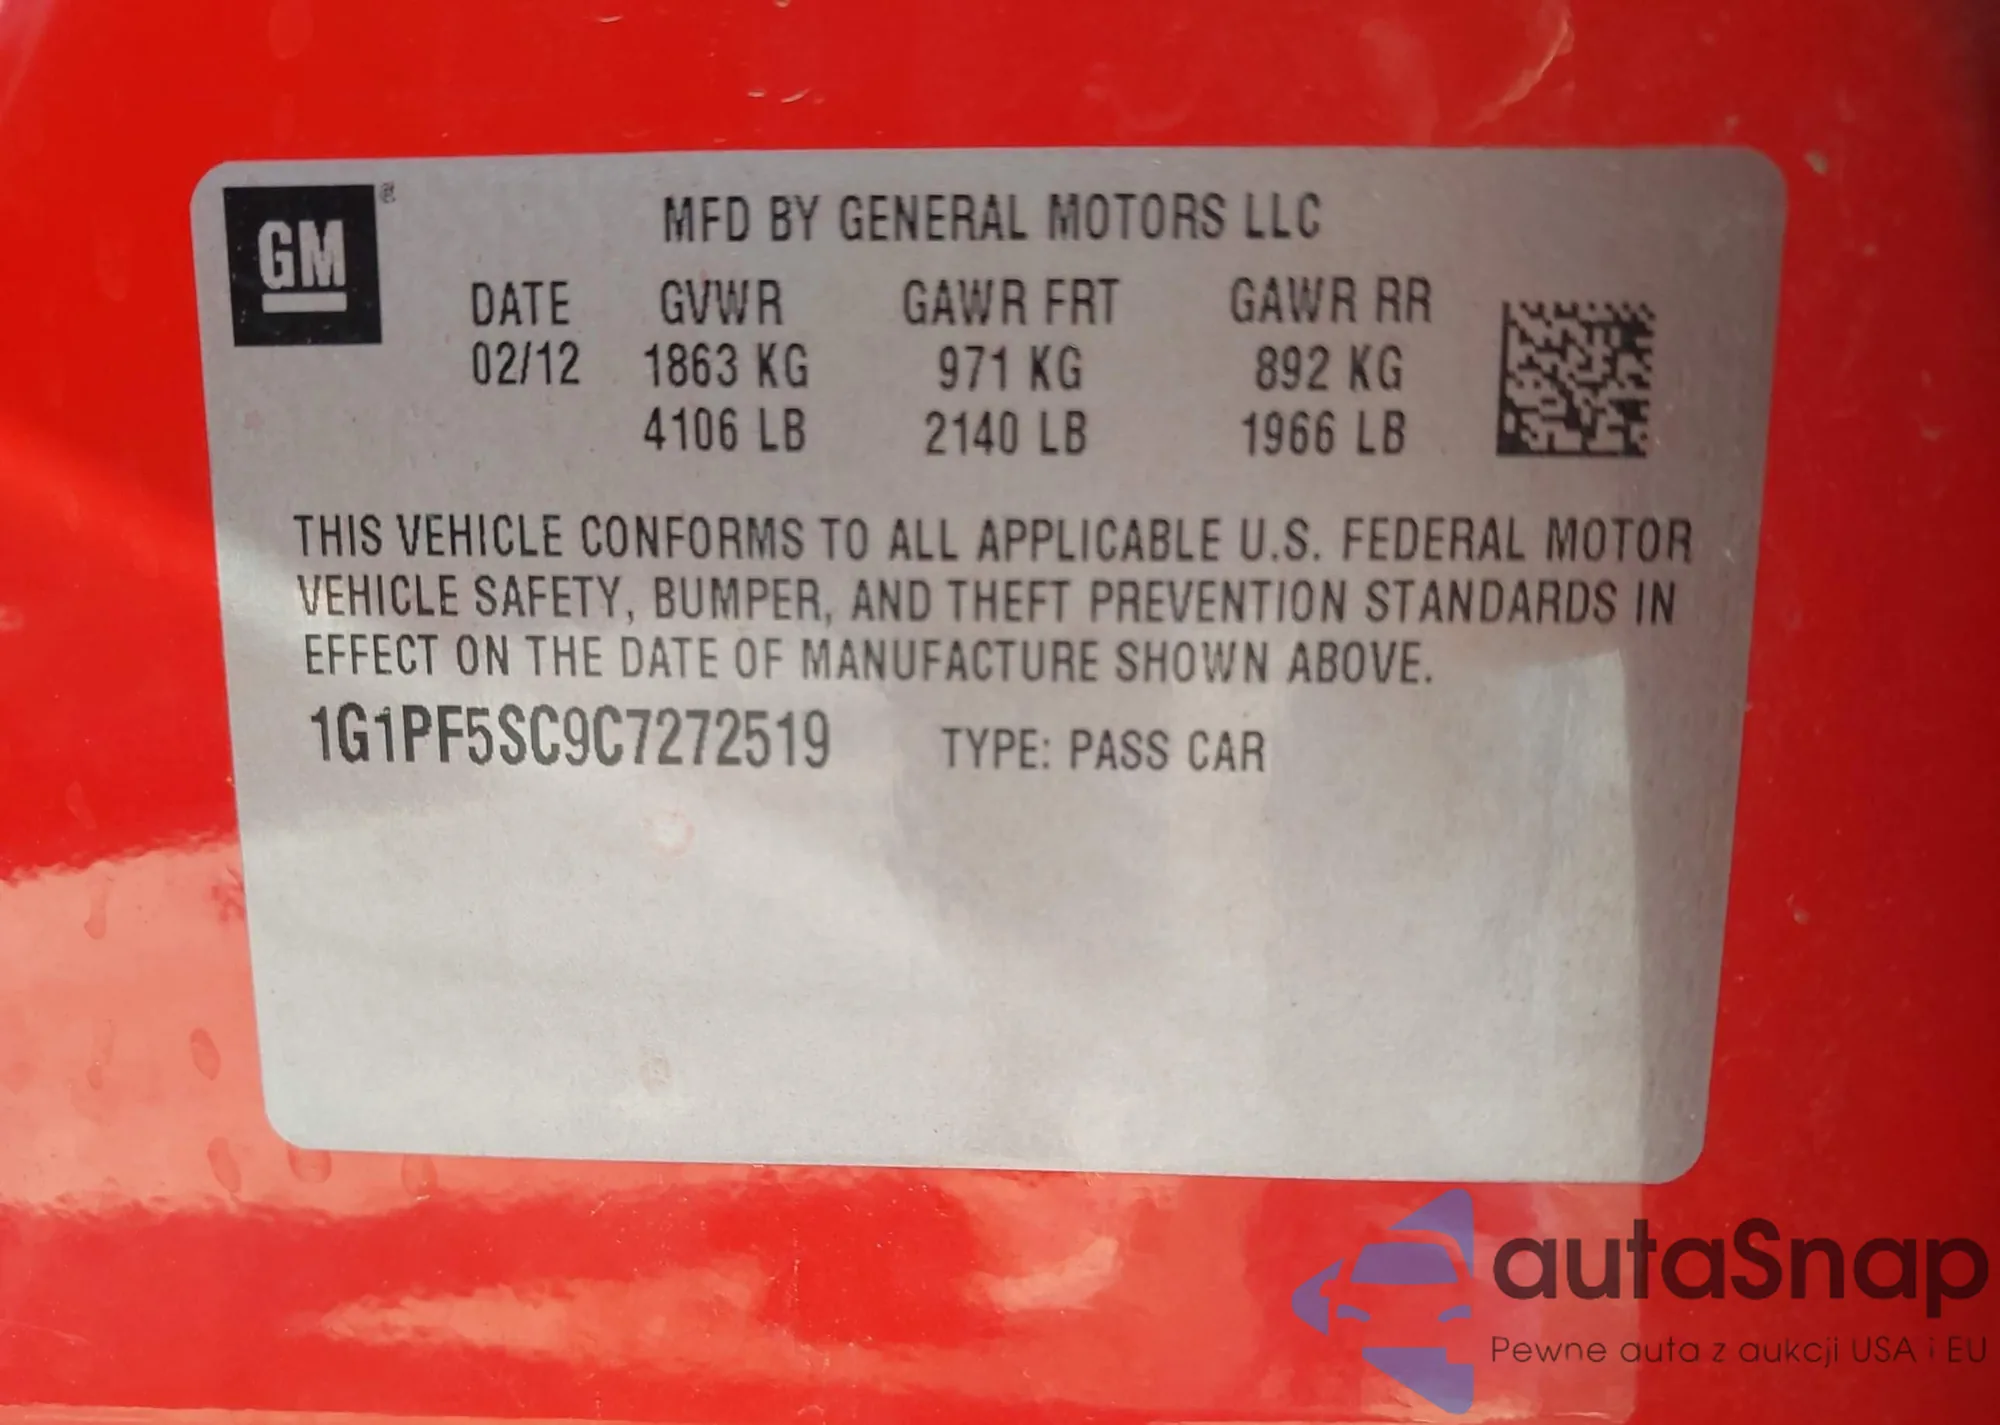 GM ®
MFD BY GENERAL MOTORS LLC
DATE GVWR GAWR FRT GAWR RR
02/12 1863 KG 971 KG 892 KG
4106 LB 2140 LB 1966 LB
THIS VEHICLE CONFORMS TO ALL APPLICABLE U.S. FEDERAL MOTOR
VEHICLE SAFETY, BUMPER, AND THEFT PREVENTION STANDARDS IN
EFFECT ON THE DATE OF MANUFACTURE SHOWN ABOVE.
1G1PF5SC9C7272519 TYPE: PASS CAR
autaSnap
Pewne auta z aukcji USA i EU